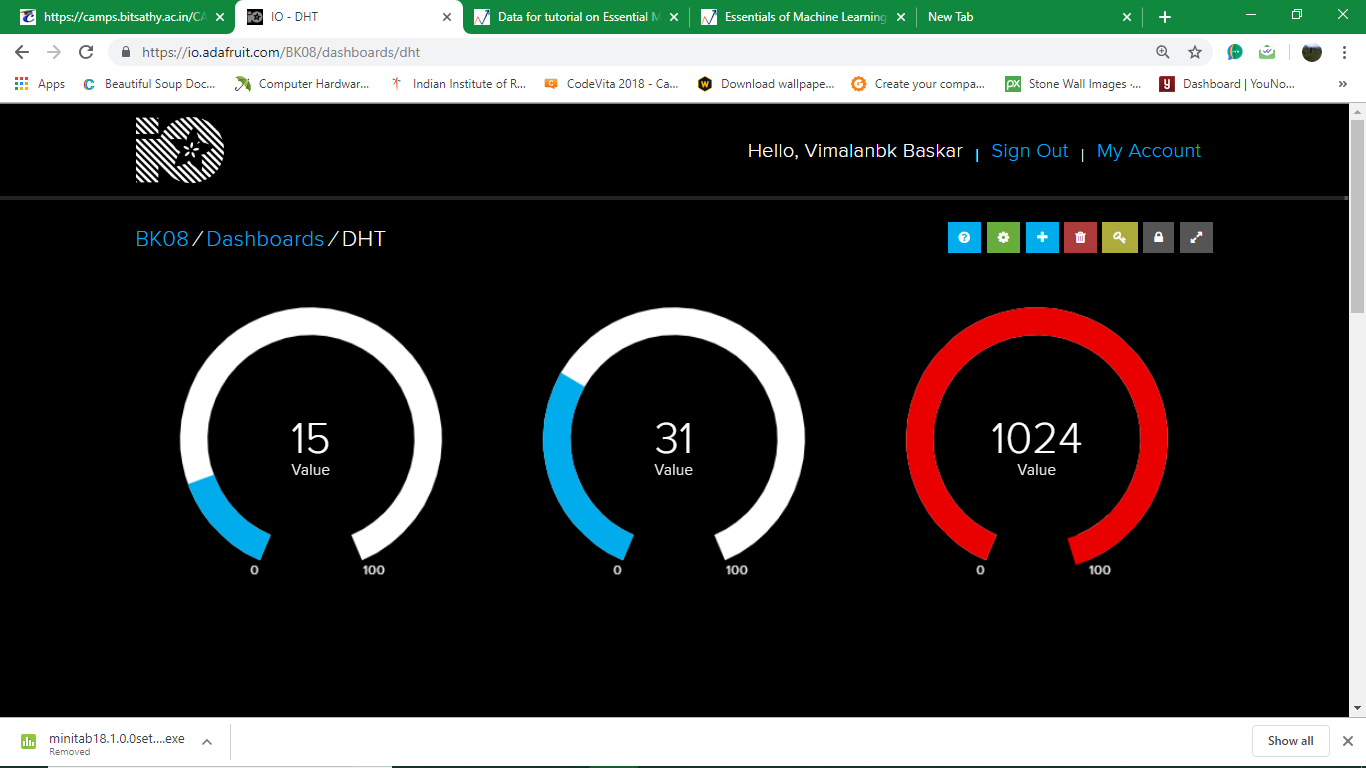 https://camps.bitsathy.ac.in/CA
IO - DHT
Data for tutorial on Essential M
Essentials of Machine Learning
New Tab
https://io.adafruit.com/BK08/dashboards/dht
Apps
Beautiful Soup Doc...
Computer Hardwar...
Indian Institute of R...
CodeVita 2018 - Ca...
Download wallpape...
Create your compa...
Stone Wall Images ·...
Dashboard | YouNo...
io
Hello, Vimalanbk Baskar | Sign Out | My Account
BK08 / Dashboards / DHT
15
Value
0 100
31
Value
0 100
1024
Value
0 100
minitab18.1.0.0set....exe
Removed
Show all